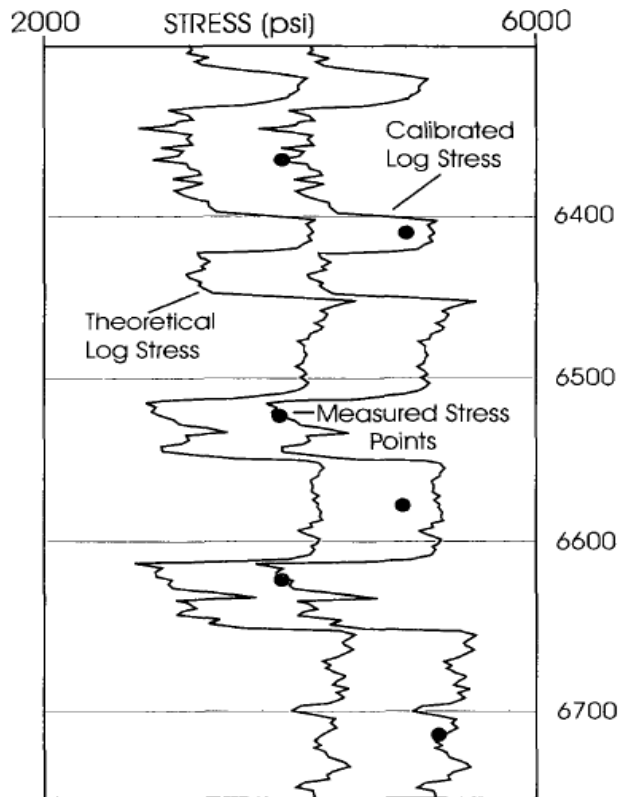 2000 STRESS (psi) 6000
Calibrated
Log Stress
6400
Theoretical
Log Stress
6500
Measured Stress
Points
6600
6700